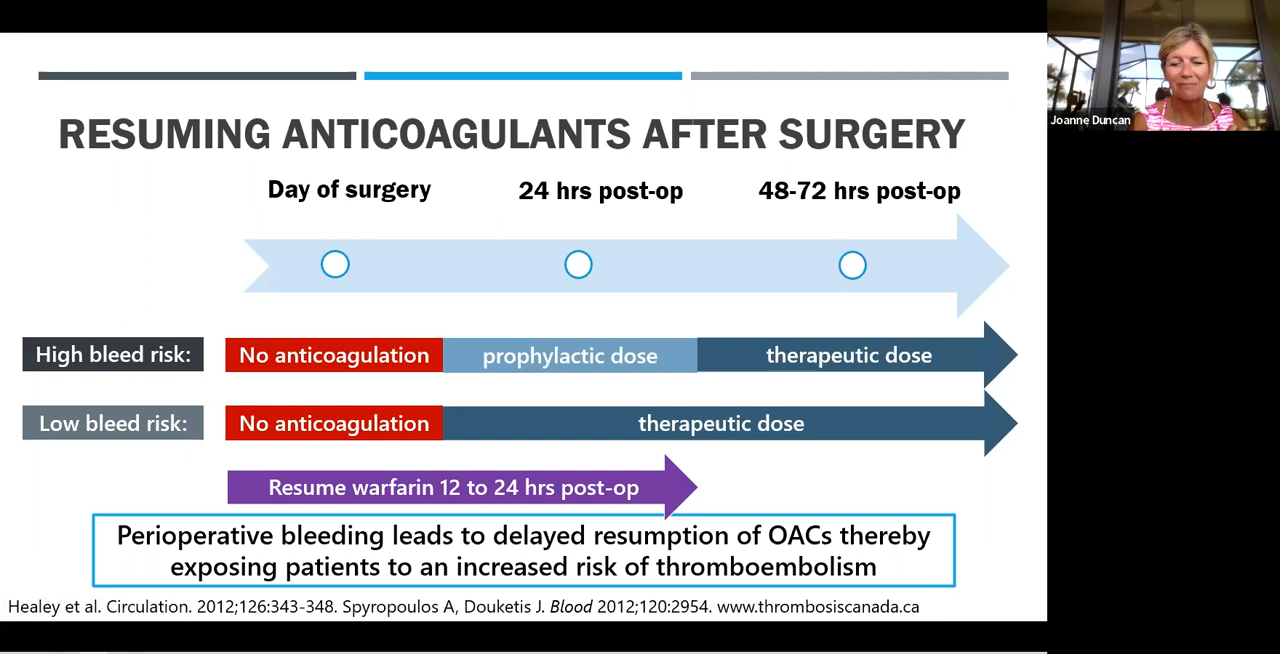 Joanne Duncan
RESUMING ANTICOAGULANTS AFTER SURGERY
Day of surgery
24 hrs post-op
48-72 hrs post-op
High bleed risk:
No anticoagulation
prophylactic dose
therapeutic dose
Low bleed risk:
No anticoagulation
therapeutic dose
Resume warfarin 12 to 24 hrs post-op
Perioperative bleeding leads to delayed resumption of OACs thereby
exposing patients to an increased risk of thromboembolism
Healey et al. Circulation. 2012;126:343-348. Spyropoulos A, Douketis J. Blood 2012;120:2954. www.thrombosiscanada.ca